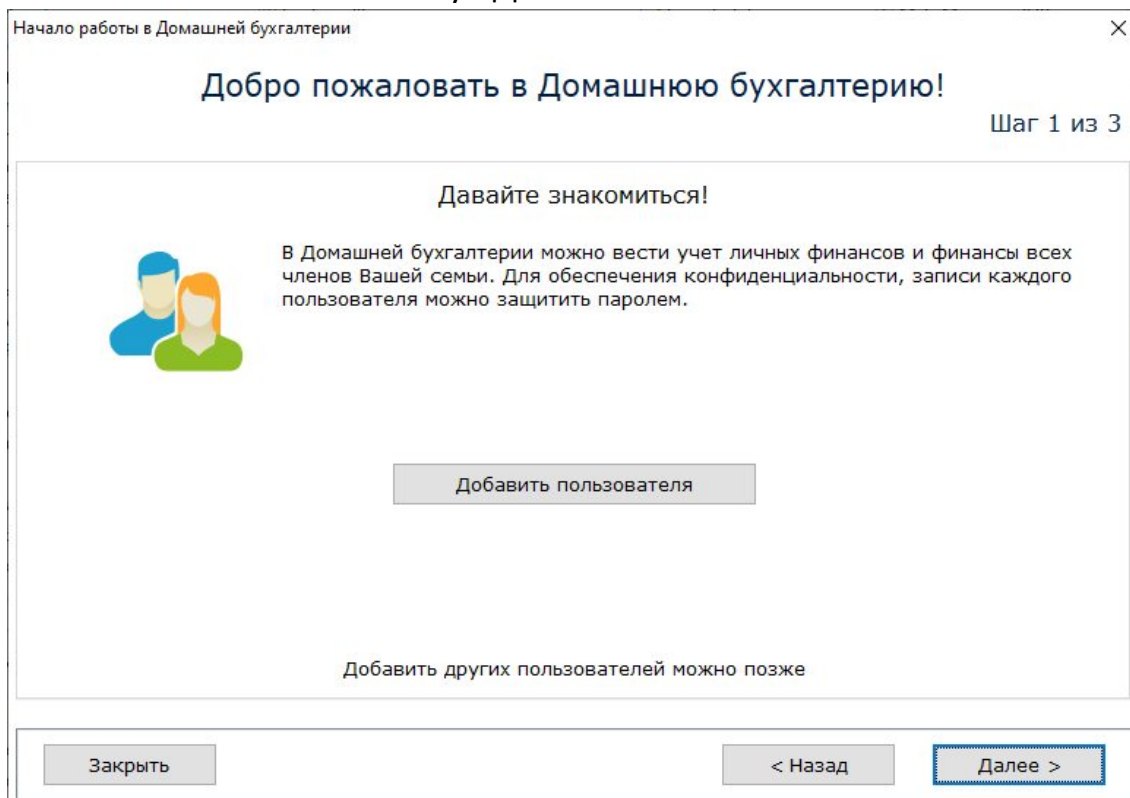 Начало работы в Домашней бухгалтерии
Добро пожаловать в Домашнюю бухгалтерию!
Шаг 1 из 3
Давайте знакомиться!
В Домашней бухгалтерии можно вести учет личных финансов и финансы всех
членов Вашей семьи. Для обеспечения конфиденциальности, записи каждого
пользователя можно защитить паролем.
Добавить пользователя
Добавить других пользователей можно позже
Закрыть
< Назад
Далее >